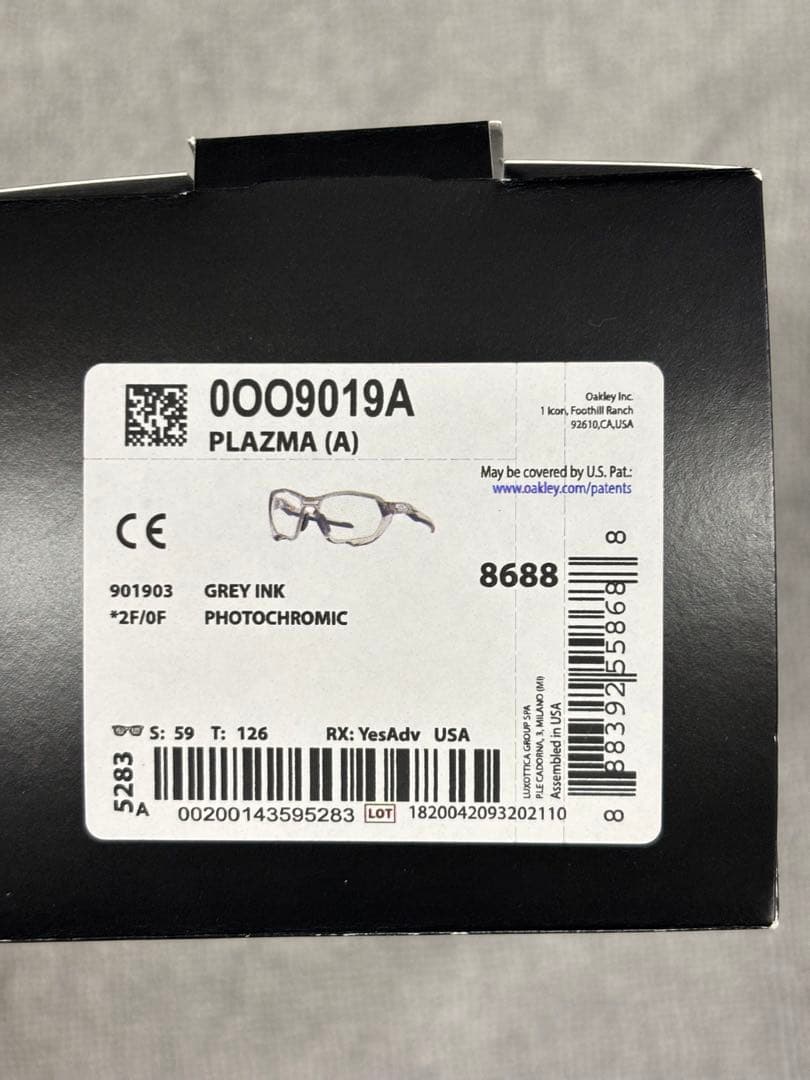 0OO9019A
PLAZMA (A)
Oakley Inc.
1 Icon, Foothill Ranch
92610,CA,USA
May be covered by U.S. Pat.:
www.oakley.com/patents
CE
901903 GREY INK
*2F/0F PHOTOCHROMIC
8688
8 88392 55868 8
S: 59 T: 126 RX: YesAdv USA
5283
A
00200143595283 LOT 1820042093202110
LUXOTTICA GROUP SPA
P.LE CADORNA, 3, MILANO (MI)
Assembled in USA